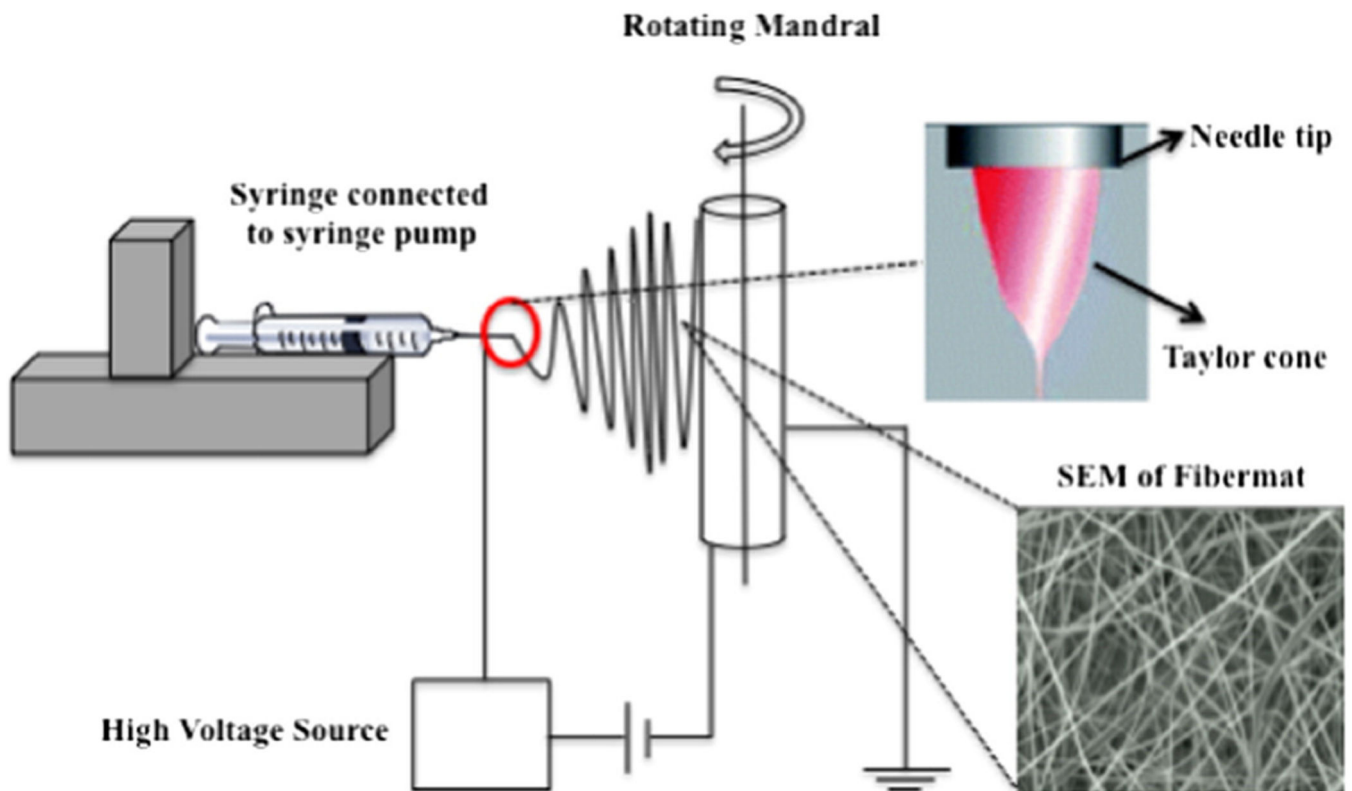 Rotating Mandral
Syringe connected
to syringe pump
Needle tip
Taylor cone
SEM of Fibermat
High Voltage Source